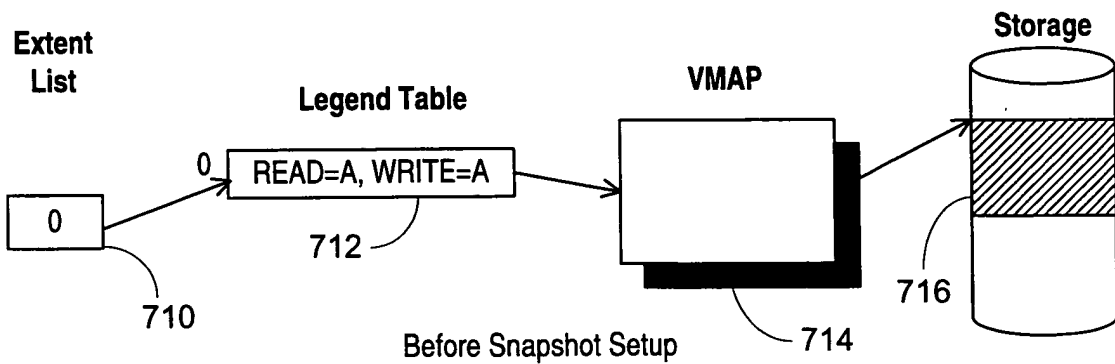 Extent
List
Legend Table
VMAP
Storage
0
READ=A, WRITE=A
0
712
710
714
716
Before Snapshot Setup